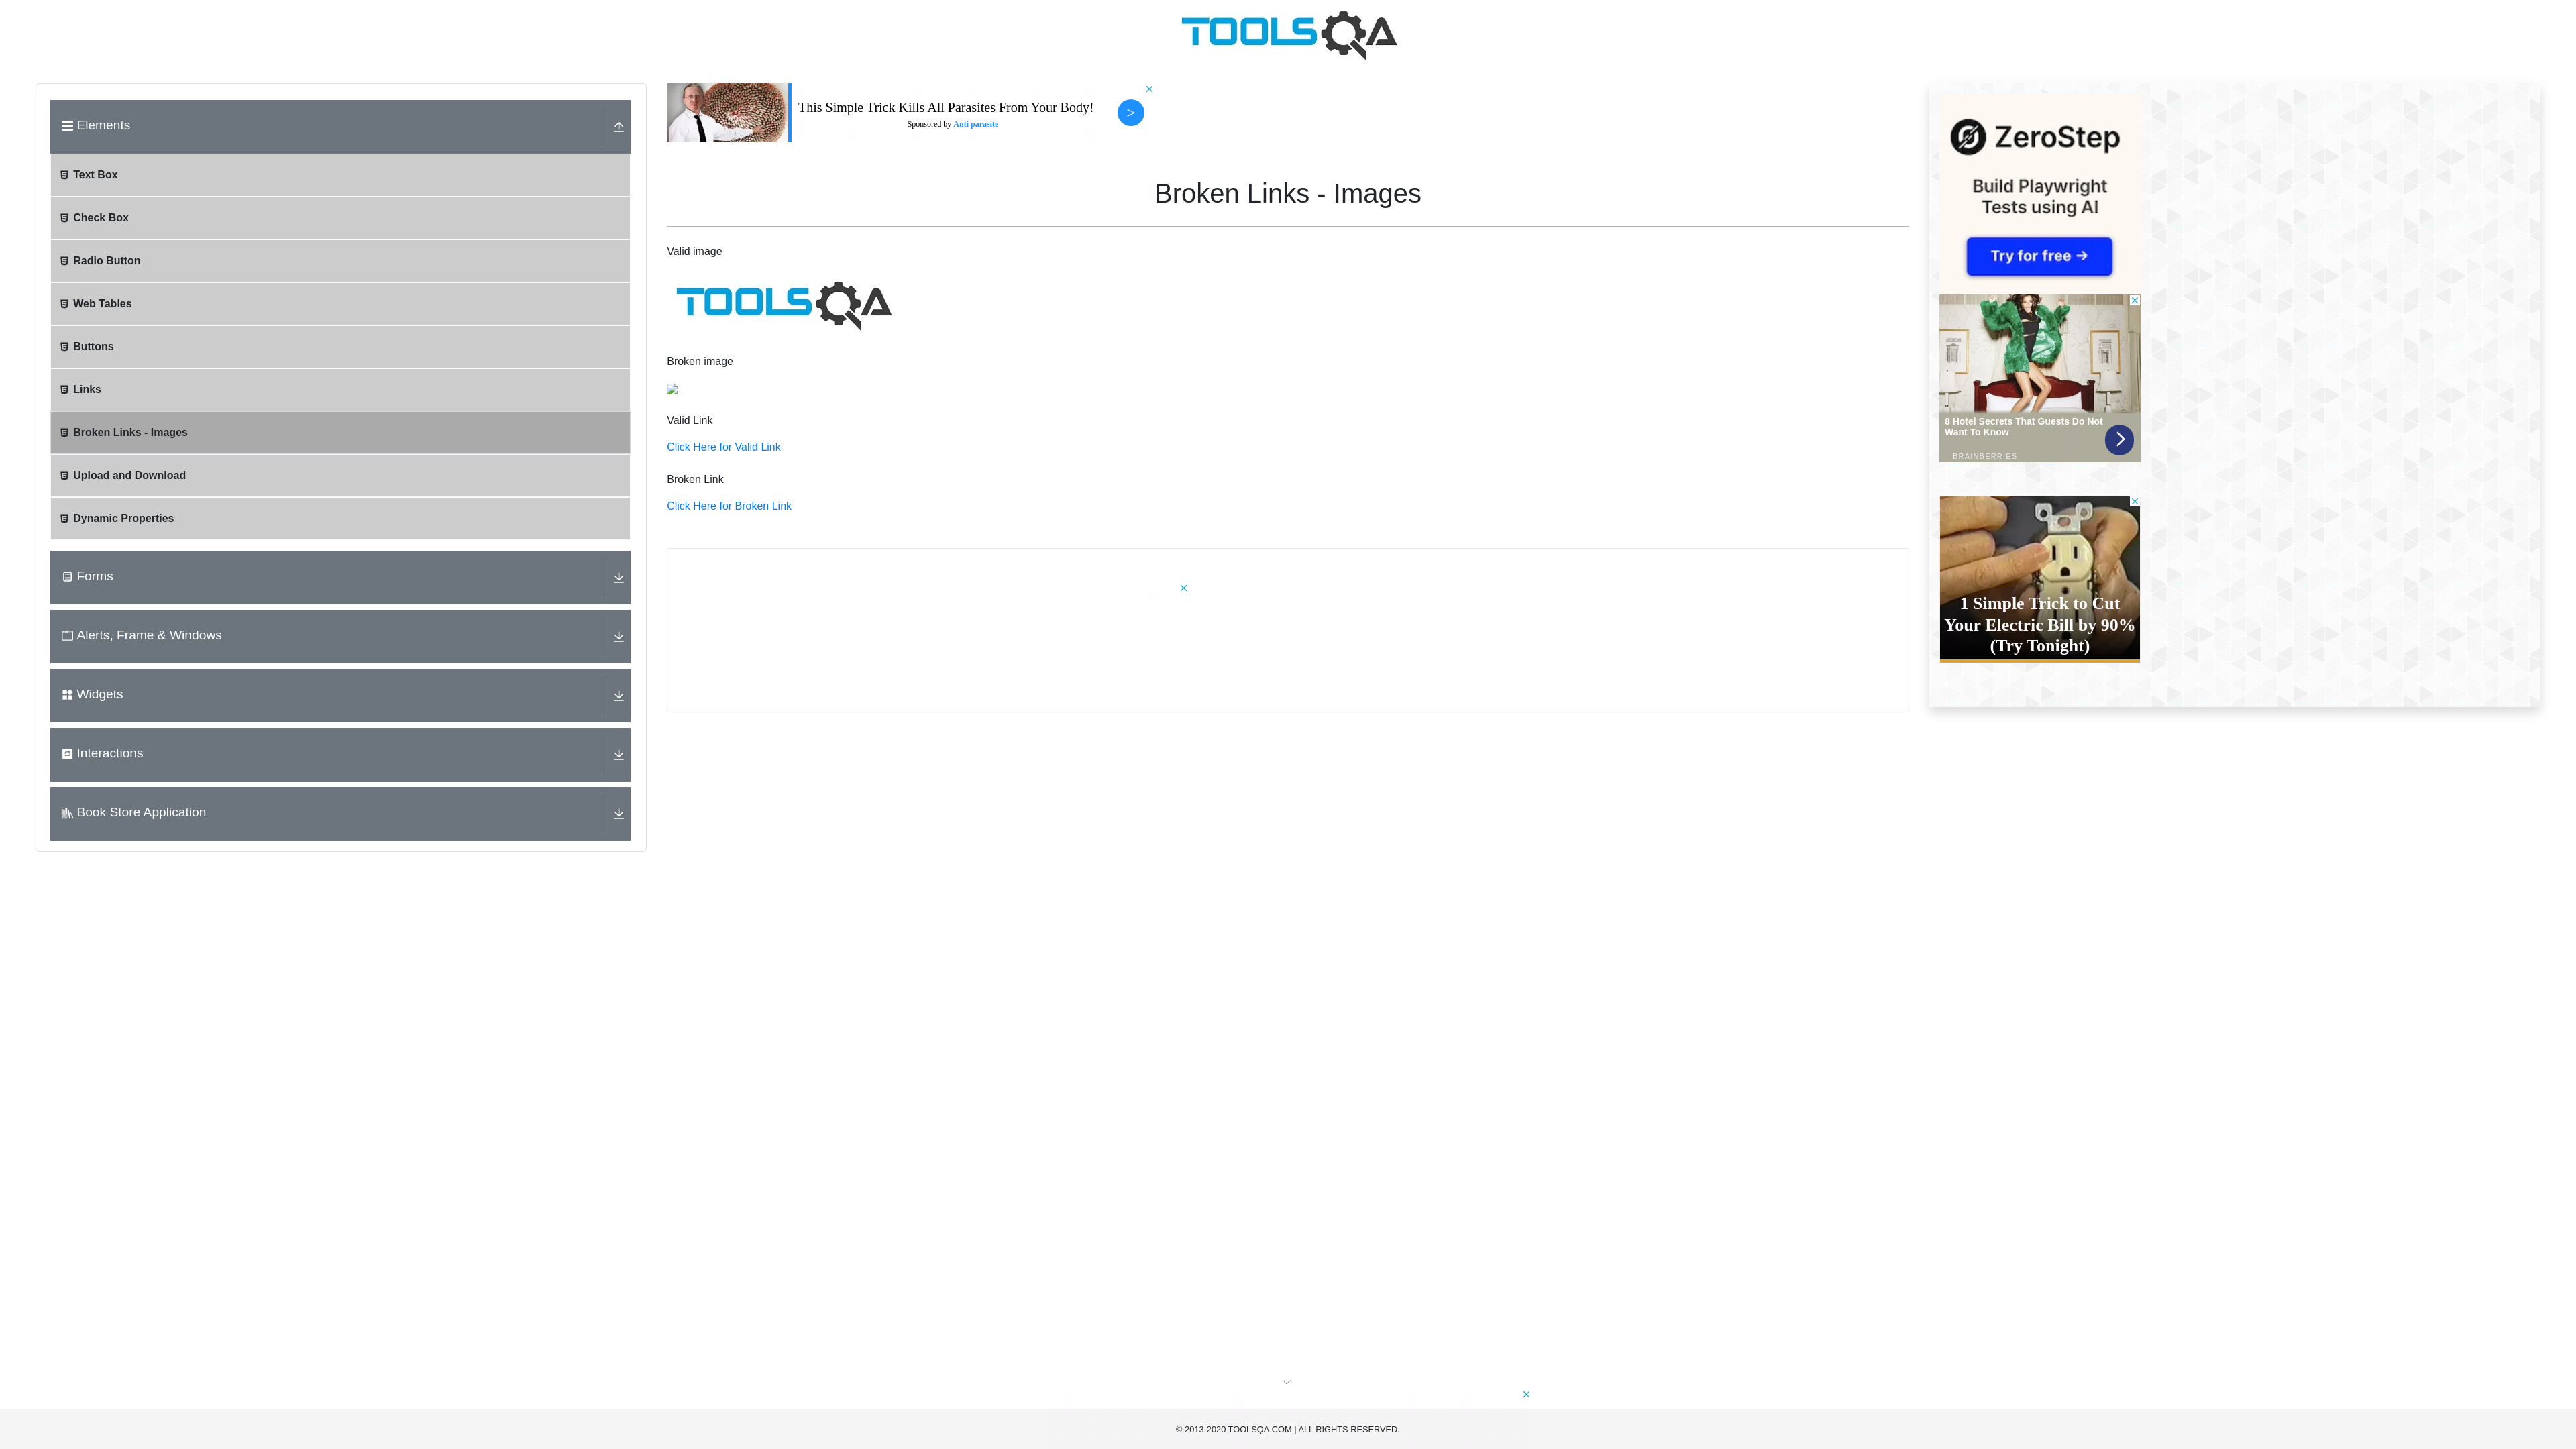 TOOLSQA
Elements
Text Box
Check Box
Radio Button
Web Tables
Buttons
Links
Broken Links - Images
Upload and Download
Dynamic Properties
Forms
Alerts, Frame & Windows
Widgets
Interactions
Book Store Application
This Simple Trick Kills All Parasites From Your Body!
Sponsored by Anti parasite
>
Broken Links - Images
Valid image
TOOLSQA
Broken image
Valid Link
Click Here for Valid Link
Broken Link
Click Here for Broken Link
ZeroStep
Build Playwright
Tests using AI
Try for free →
8 Hotel Secrets That Guests Do Not
Want To Know
BRAINBERRIES
1 Simple Trick to Cut
Your Electric Bill by 90%
(Try Tonight)
© 2013-2020 TOOLSQA.COM | ALL RIGHTS RESERVED.